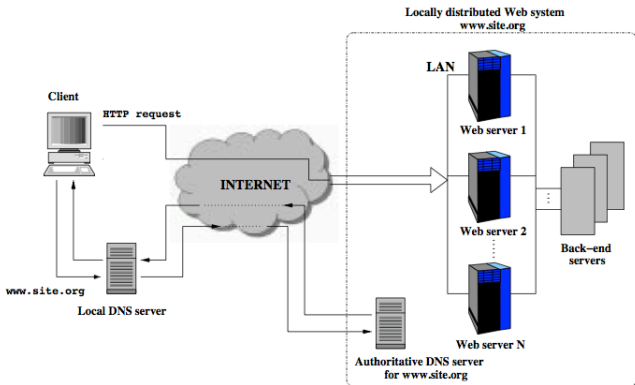 Locally distributed Web system
www.site.org
LAN
Client
HTTP request
Web server 1
INTERNET
Web server 2
Back-end
servers
www.site.org
Local DNS server
Web server N
Authoritative DNS server
for www.site.org